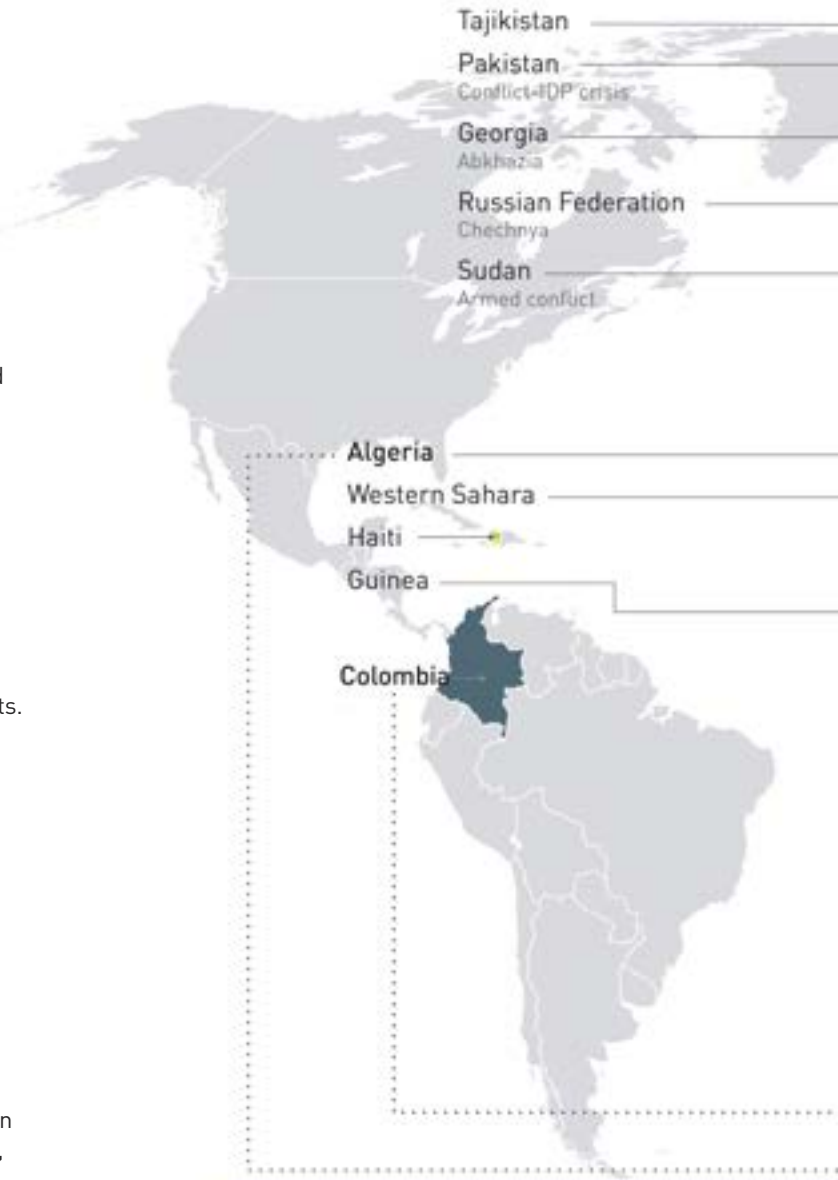 Tajikistan
Pakistan
Conflict-IDP crisis
Georgia
Abkhazia
Russian Federation
Chechnya
Sudan
Armed conflict
Algeria
Western Sahara
Haiti
Guinea
Colombia
ts.